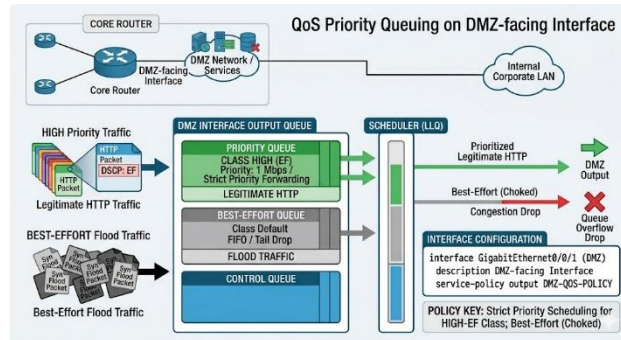 QoS Priority Queuing on DMZ-facing Interface
CORE ROUTER
Core Router
DMZ-facing
Interface
DMZ Network /
Services
Internal
Corporate LAN
HIGH Priority Traffic
HTTP
Packet
DSCP: EF
HTTP
Packet
Legitimate HTTP Traffic
BEST-EFFORT Flood Traffic
Syn
Flood
Packet
Best-Effort Flood Traffic
DMZ INTERFACE OUTPUT QUEUE
PRIORITY QUEUE
CLASS HIGH (EF)
Priority: 1 Mbps /
Strict Priority Forwarding
LEGITIMATE HTTP
BEST-EFFORT QUEUE
Class Default
FIFO / Tail Drop
FLOOD TRAFFIC
CONTROL QUEUE
SCHEDULER (LLQ)
Prioritized
Legitimate HTTP
DMZ
Output
Best-Effort (Choked)
Congestion Drop
Queue
Overflow
Drop
INTERFACE CONFIGURATION
interface GigabitEthernet0/0/1 (DMZ)
description DMZ-facing Interface
service-policy output DMZ-QOS-POLICY
POLICY KEY: Strict Priority Scheduling for
HIGH-EF Class; Best-Effort (Choked)